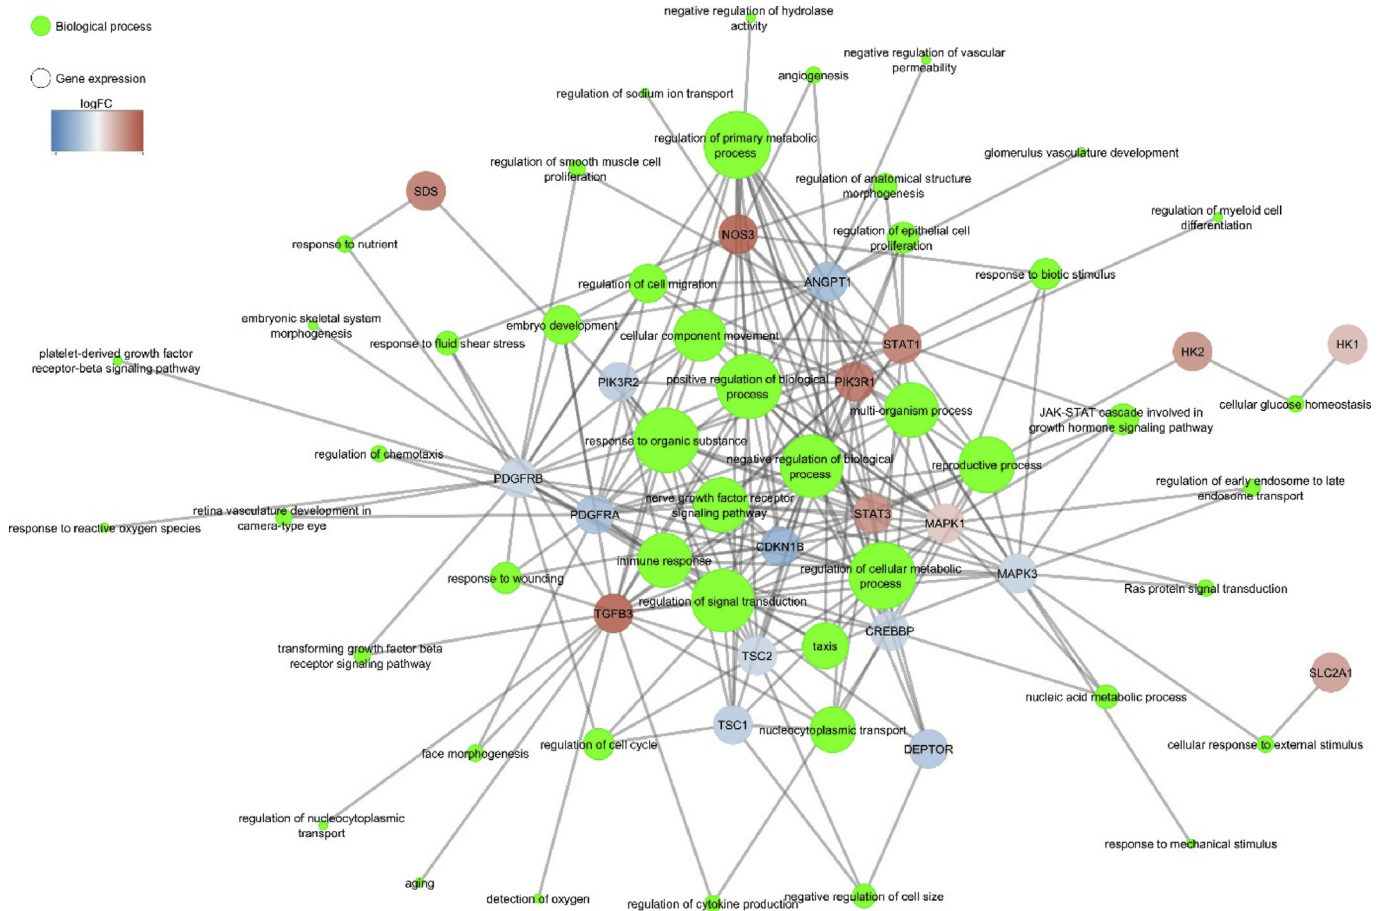 negative regulation of hydrolase
activity
Biological process
negative regulation of vascular
permeability
angiogenesis
Gene expression
regulation of sodium ion transport
logFC
regulation of primary metabolic
process
glomerulus vasculature development
regulation of smooth muscle cell
proliferation
regulation of anatomical structure
morphogenesis
SDS
regulation of myeloid cell
differentiation
NOS3
regulation of epithelial cell
proliferation
response to nutrient
response to biotic stimulus
regulation of cell migration
ANGPT1
embryonic skeletal system
morphogenesis
embryo development
cellular component movement
response to fluid shear stress
STAT1
HK2
HK1
platelet-derived growth factor
receptor-beta signaling pathway
PIK3R2
positive regulation of biological
process
PIK3R1
multi-organism process
cellular glucose homeostasis
JAK-STAT cascade involved in
growth hormone signaling pathway
response to organic substance
regulation of chemotaxis
negative regulation of biological
process
reproductive process
PDGFRB
regulation of early endosome to late
endosome transport
nerve growth factor receptor
signaling pathway
retina vasculature development in
camera-type eye
response to reactive oxygen species
PDGFRA
STAT3
MAPK1
CDKN1B
immune response
regulation of cellular metabolic
process
MAPK3
response to wounding
Ras protein signal transduction
regulation of signal transduction
TGFB3
CREBBP
transforming growth factor beta
receptor signaling pathway
TSC2
taxis
SLC2A1
nucleic acid metabolic process
TSC1
nucleocytoplasmic transport
face morphogenesis
regulation of cell cycle
DEPTOR
cellular response to external stimulus
regulation of nucleocytoplasmic
transport
response to mechanical stimulus
aging
detection of oxygen
regulation of cytokine production
negative regulation of cell size